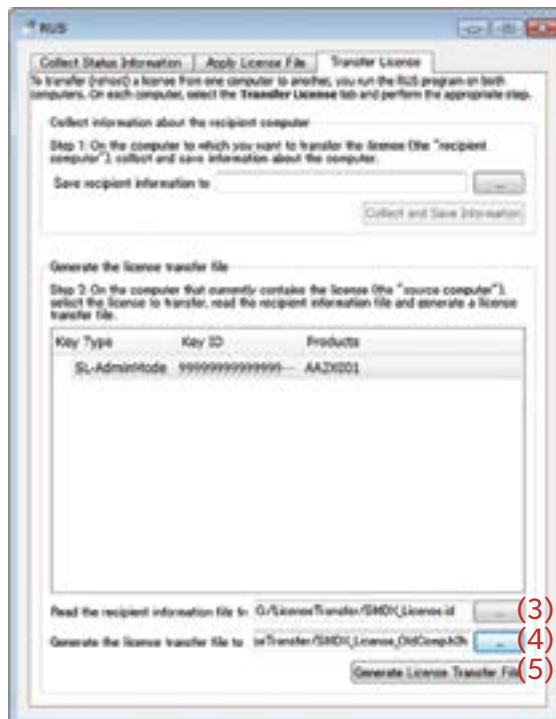 RUS
Collect Status Information Apply License File Transfer License
To transfer (rehost) a license from one computer to another, you run the RUS program on both
computers. On each computer, select the Transfer License tab and perform the appropriate step.
Collect information about the recipient computer
Step 1: On the computer to which you want to transfer the license (the "recipient
computer"), collect and save information about the computer.
Save recipient information to ...
Collect and Save Information
Generate the license transfer file
Step 2: On the computer that currently contains the license (the "source computer"),
select the license to transfer, read the recipient information file and generate a license
transfer file.
Key Type Key ID Products
SL-AdminMode 99999999999999··· AAJX001
Read the recipient information file fr G:/LicenseTransfer/SMDX_License.id ... (3)
Generate the license transfer file to ... (4)
Generate License Transfer File (5)